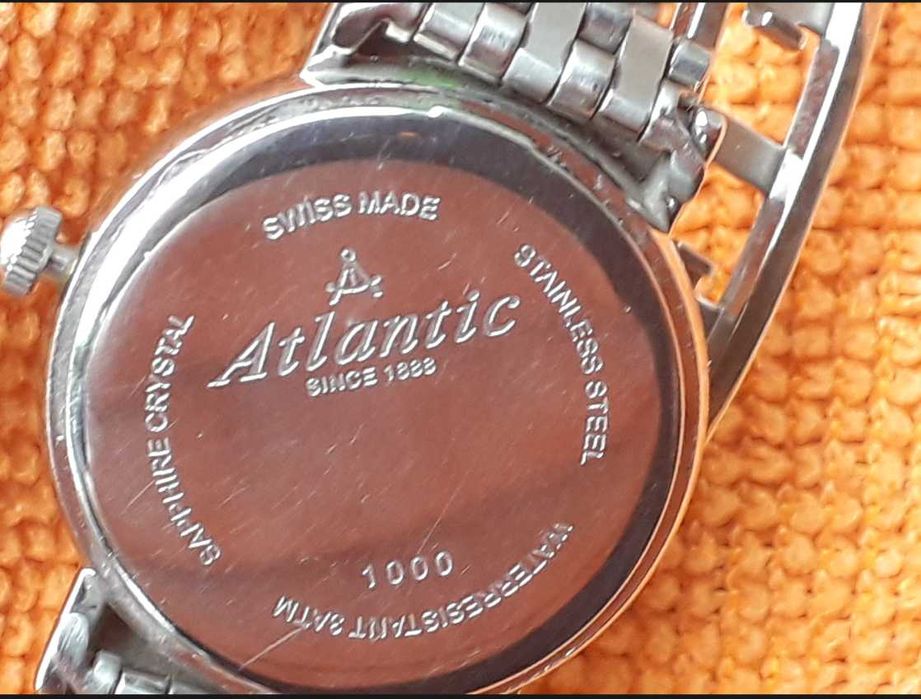 SWISS MADE
Atlantic
SINCE 1888
STAINLESS STEEL
SAPPHIRE CRYSTAL
1000
WATERRESISTANT 3ATM